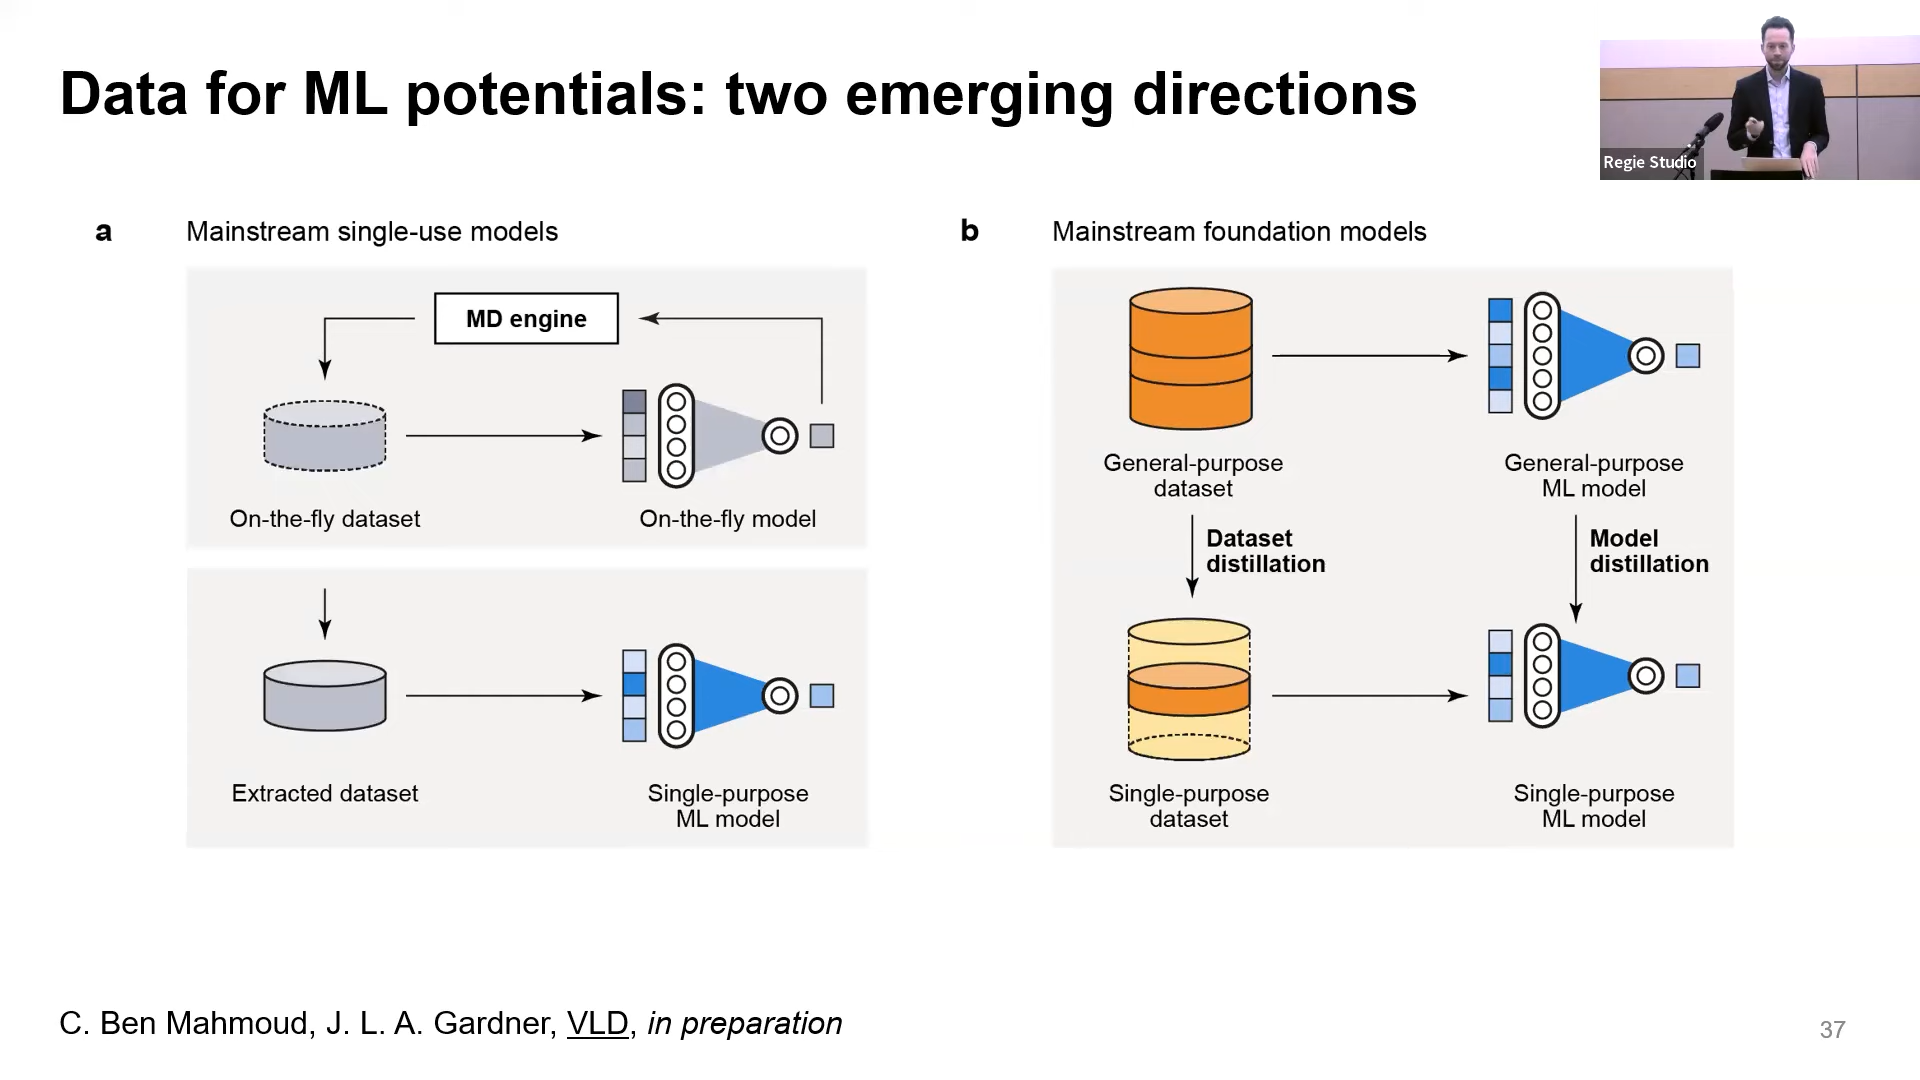 Data for ML potentials: two emerging directions
Regie Studio
a
Mainstream single-use models
MD engine
On-the-fly dataset
On-the-fly model
Extracted dataset
Single-purpose
ML model
b
Mainstream foundation models
General-purpose
dataset
General-purpose
ML model
Dataset
distillation
Model
distillation
Single-purpose
dataset
Single-purpose
ML model
C. Ben Mahmoud, J. L. A. Gardner, VLD, in preparation
37